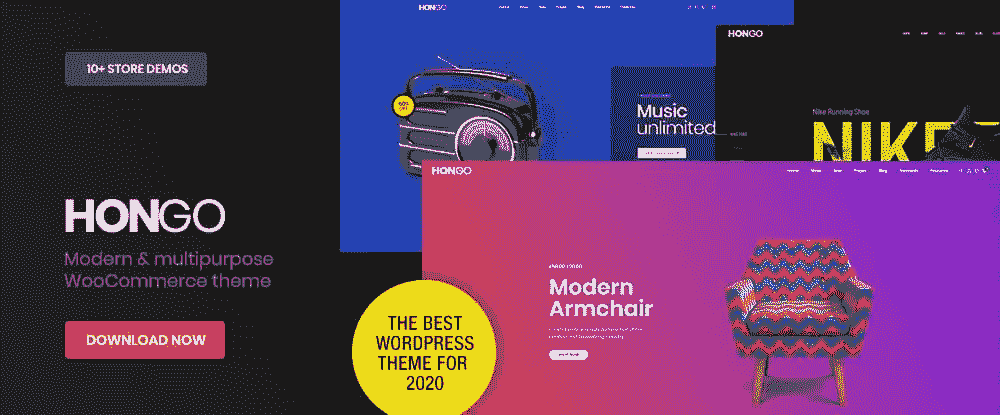 10+ STORE DEMOS
HONGO
Modern & multipurpose
WooCommerce theme
DOWNLOAD NOW
HONGO
Music
unlimited
HONGO
Nike Running Shoe
NIKE
HONGO
Modern
Armchair
THE BEST
WORDPRESS
THEME FOR
2020